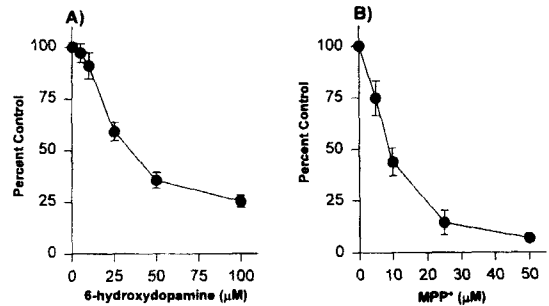 A)
100
75
50
25
0
Percent Control
0 25 50 75 100
6-hydroxydopamine (μM)
B)
100
75
50
25
0
Percent Control
0 10 20 30 40 50
MPP⁺ (μM)